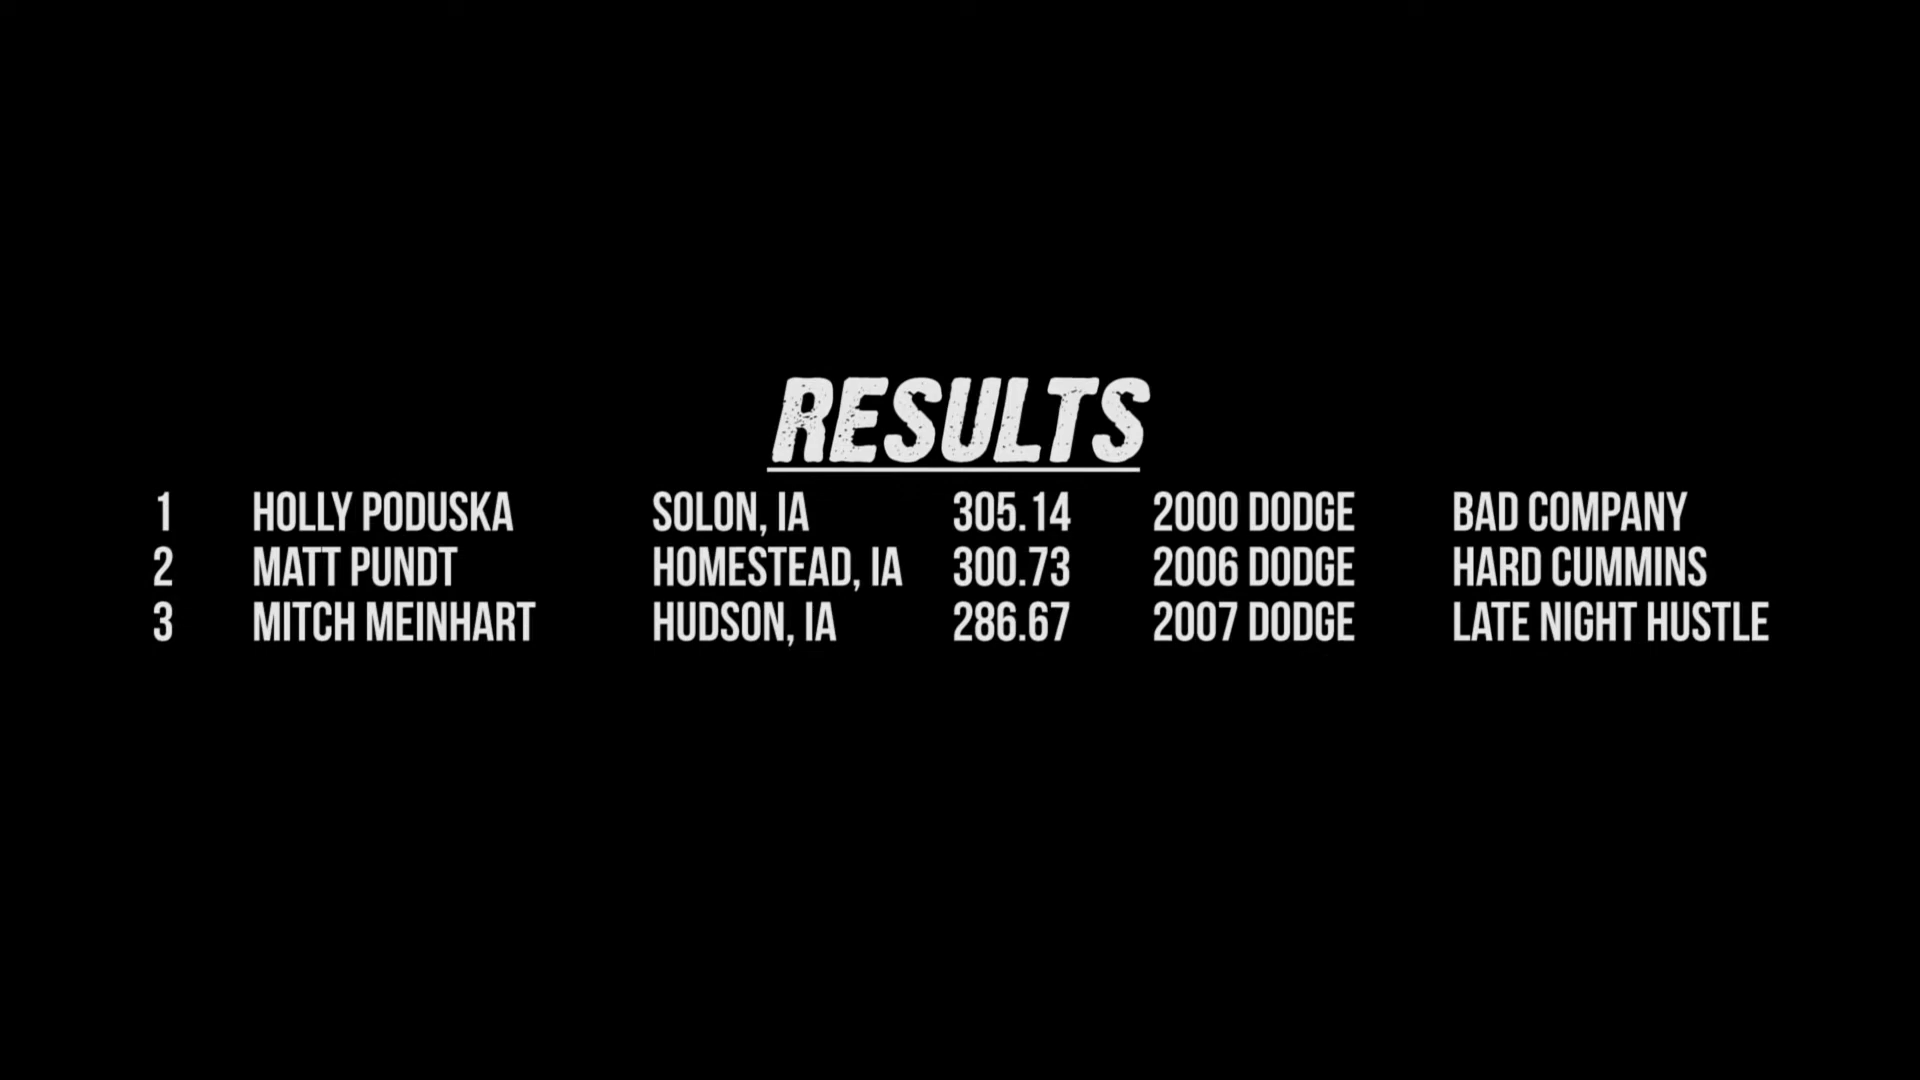 RESULTS
1 HOLLY PODUSKA SOLON, IA 305.14 2000 DODGE BAD COMPANY
2 MATT PUNDT HOMESTEAD, IA 300.73 2006 DODGE HARD CUMMINS
3 MITCH MEINHART HUDSON, IA 286.67 2007 DODGE LATE NIGHT HUSTLE